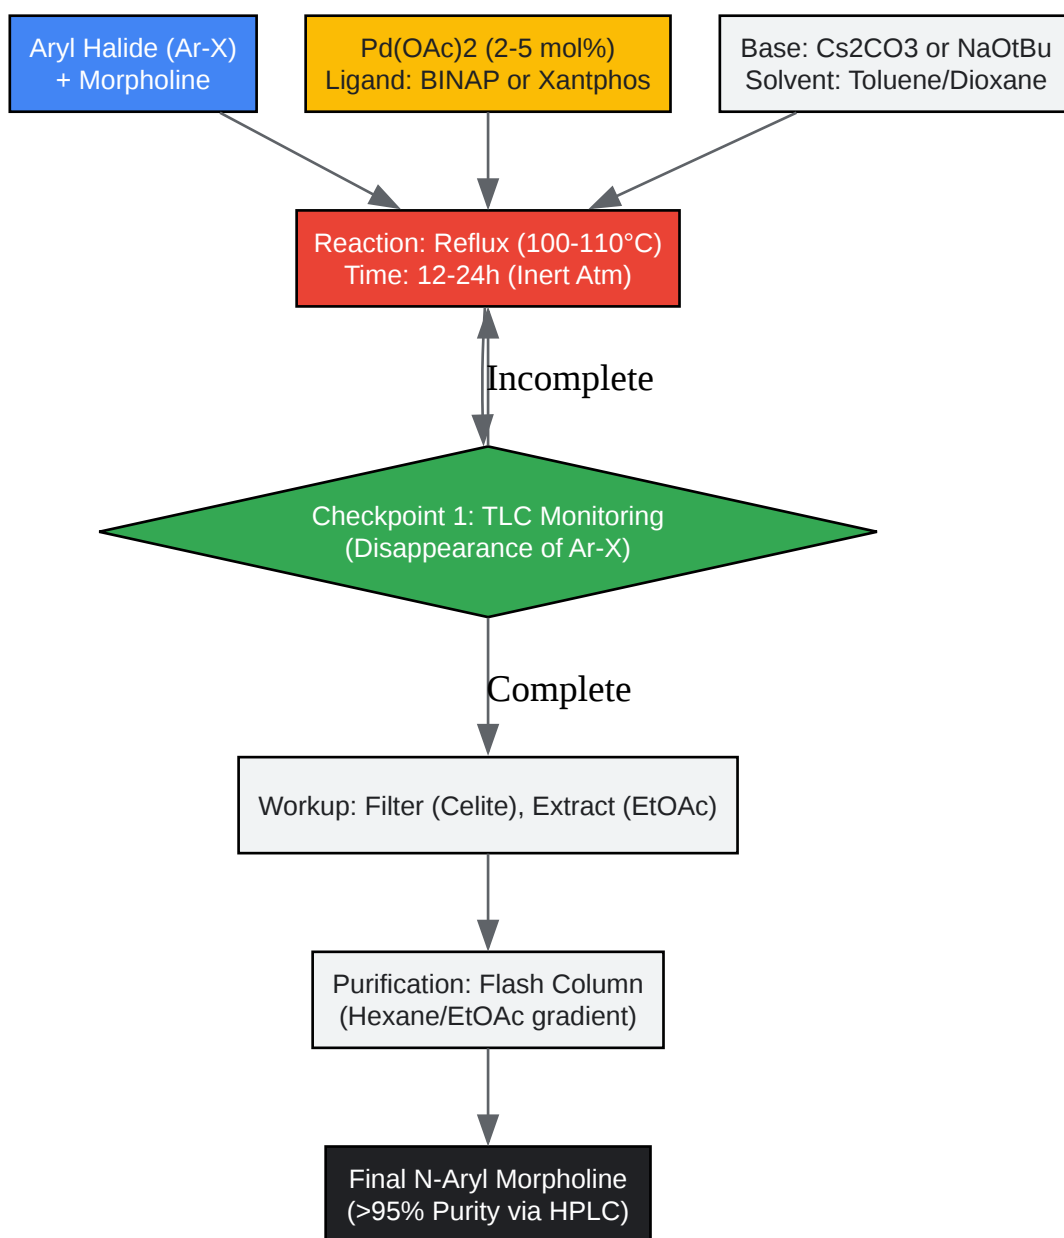 Aryl Halide (Ar-X)
+ Morpholine
Pd(OAc)2 (2-5 mol%)
Ligand: BINAP or Xantphos
Base: Cs2CO3 or NaOtBu
Solvent: Toluene/Dioxane
Reaction: Reflux (100-110°C)
Time: 12-24h (Inert Atm)
Incomplete
Checkpoint 1: TLC Monitoring
(Disappearance of Ar-X)
Complete
Workup: Filter (Celite), Extract (EtOAc)
Purification: Flash Column
(Hexane/EtOAc gradient)
Final N-Aryl Morpholine
(>95% Purity via HPLC)